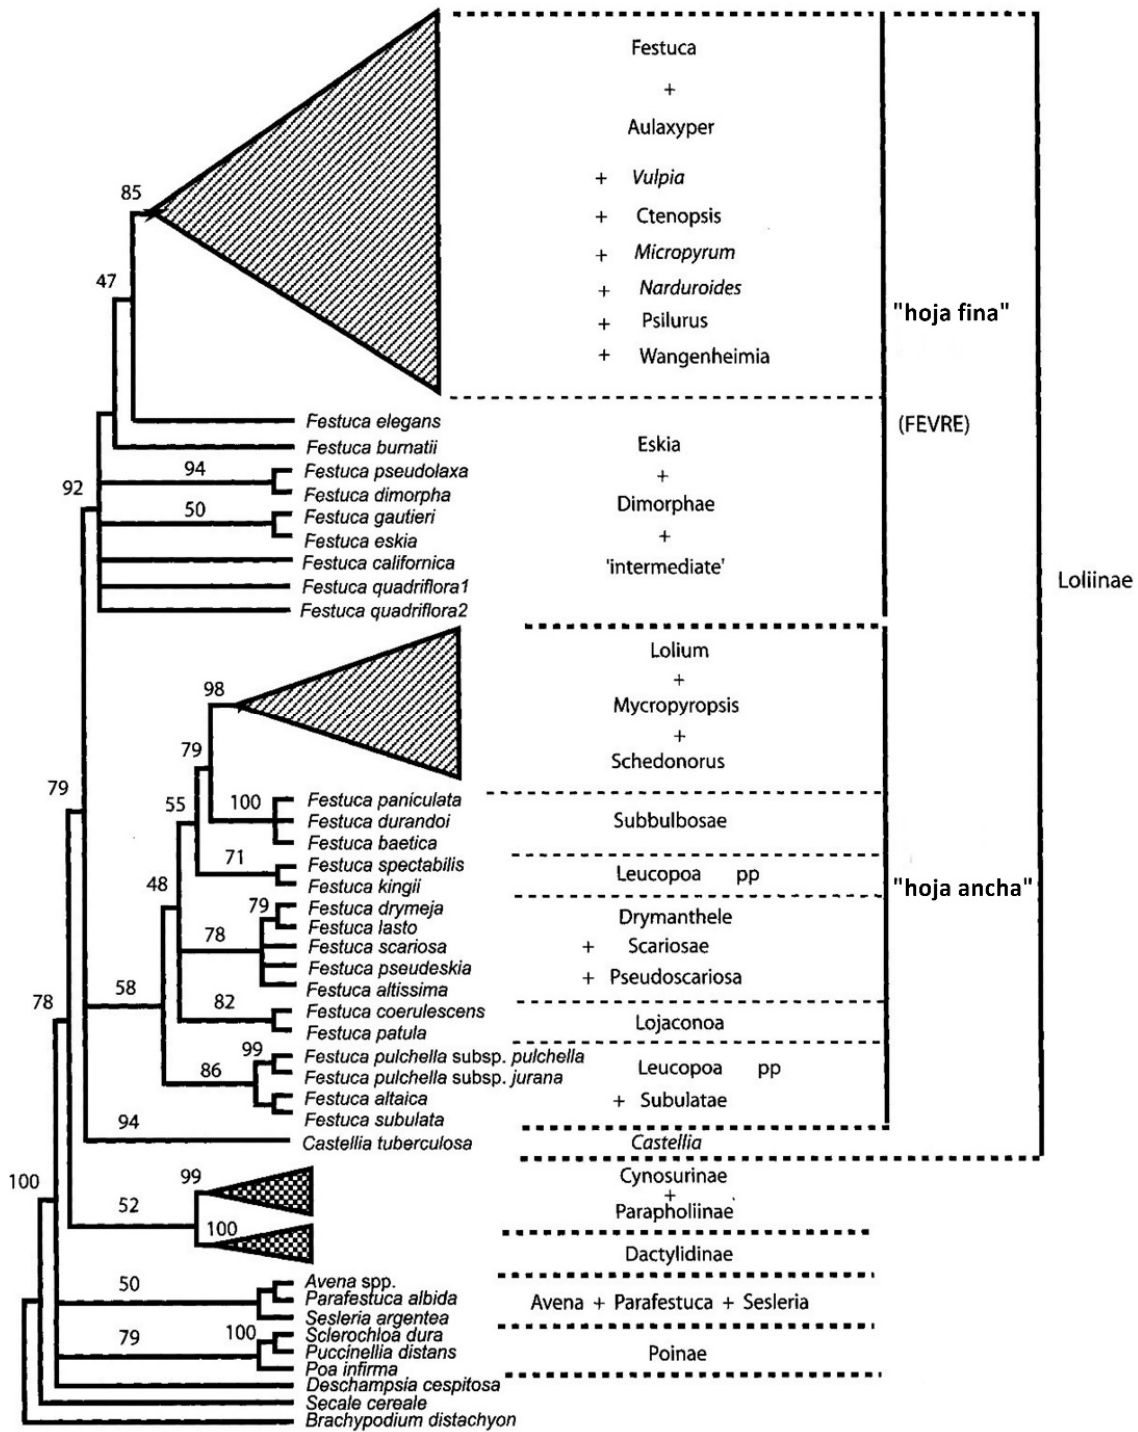 Festuca
+
Aulaxyper
+ Vulpia
+ Ctenopsis
+ Micropyrum
+ Narduroides
+ Psilurus
+ Wangenheimia
"hoja fina"
(FEVRE)
85
47
Festuca elegans
Festuca burnatii
94
Festuca pseudolaxa
Festuca dimorpha
92
50
Festuca gautieri
Festuca eskia
Festuca californica
Festuca quadriflora1
Festuca quadriflora2
Eskia
+
Dimorphae
+
'intermediate'
Loliinae
Lolium
+
Mycropyropsis
+
Schedonorus
98
79
79
55
100
Festuca paniculata
Festuca durandoi
Festuca baetica
Subbulbosae
71
Festuca spectabilis
Festuca kingii
Leucopoa pp
"hoja ancha"
48
79
Festuca drymeja
Festuca lasto
78
Festuca scariosa
Festuca pseudeskia
Festuca altissima
Drymanthele
+ Scariosae
+ Pseudoscariosa
58
82
Festuca coerulescens
Festuca patula
Lojaconoa
78
99
86
Festuca pulchella subsp. pulchella
Festuca pulchella subsp. jurana
Festuca altaica
Festuca subulata
Leucopoa pp
+ Subulatae
94
Castellia tuberculosa
Castellia
100
99
52
100
Cynosurinae
+
Parapholiinae
Dactylidinae
50
Avena spp.
Parafestuca albida
Sesleria argentea
Avena + Parafestuca + Sesleria
100
79
Sclerochloa dura
Puccinellia distans
Poa infirma
Poinae
Deschampsia cespitosa
Secale cereale
Brachypodium distachyon